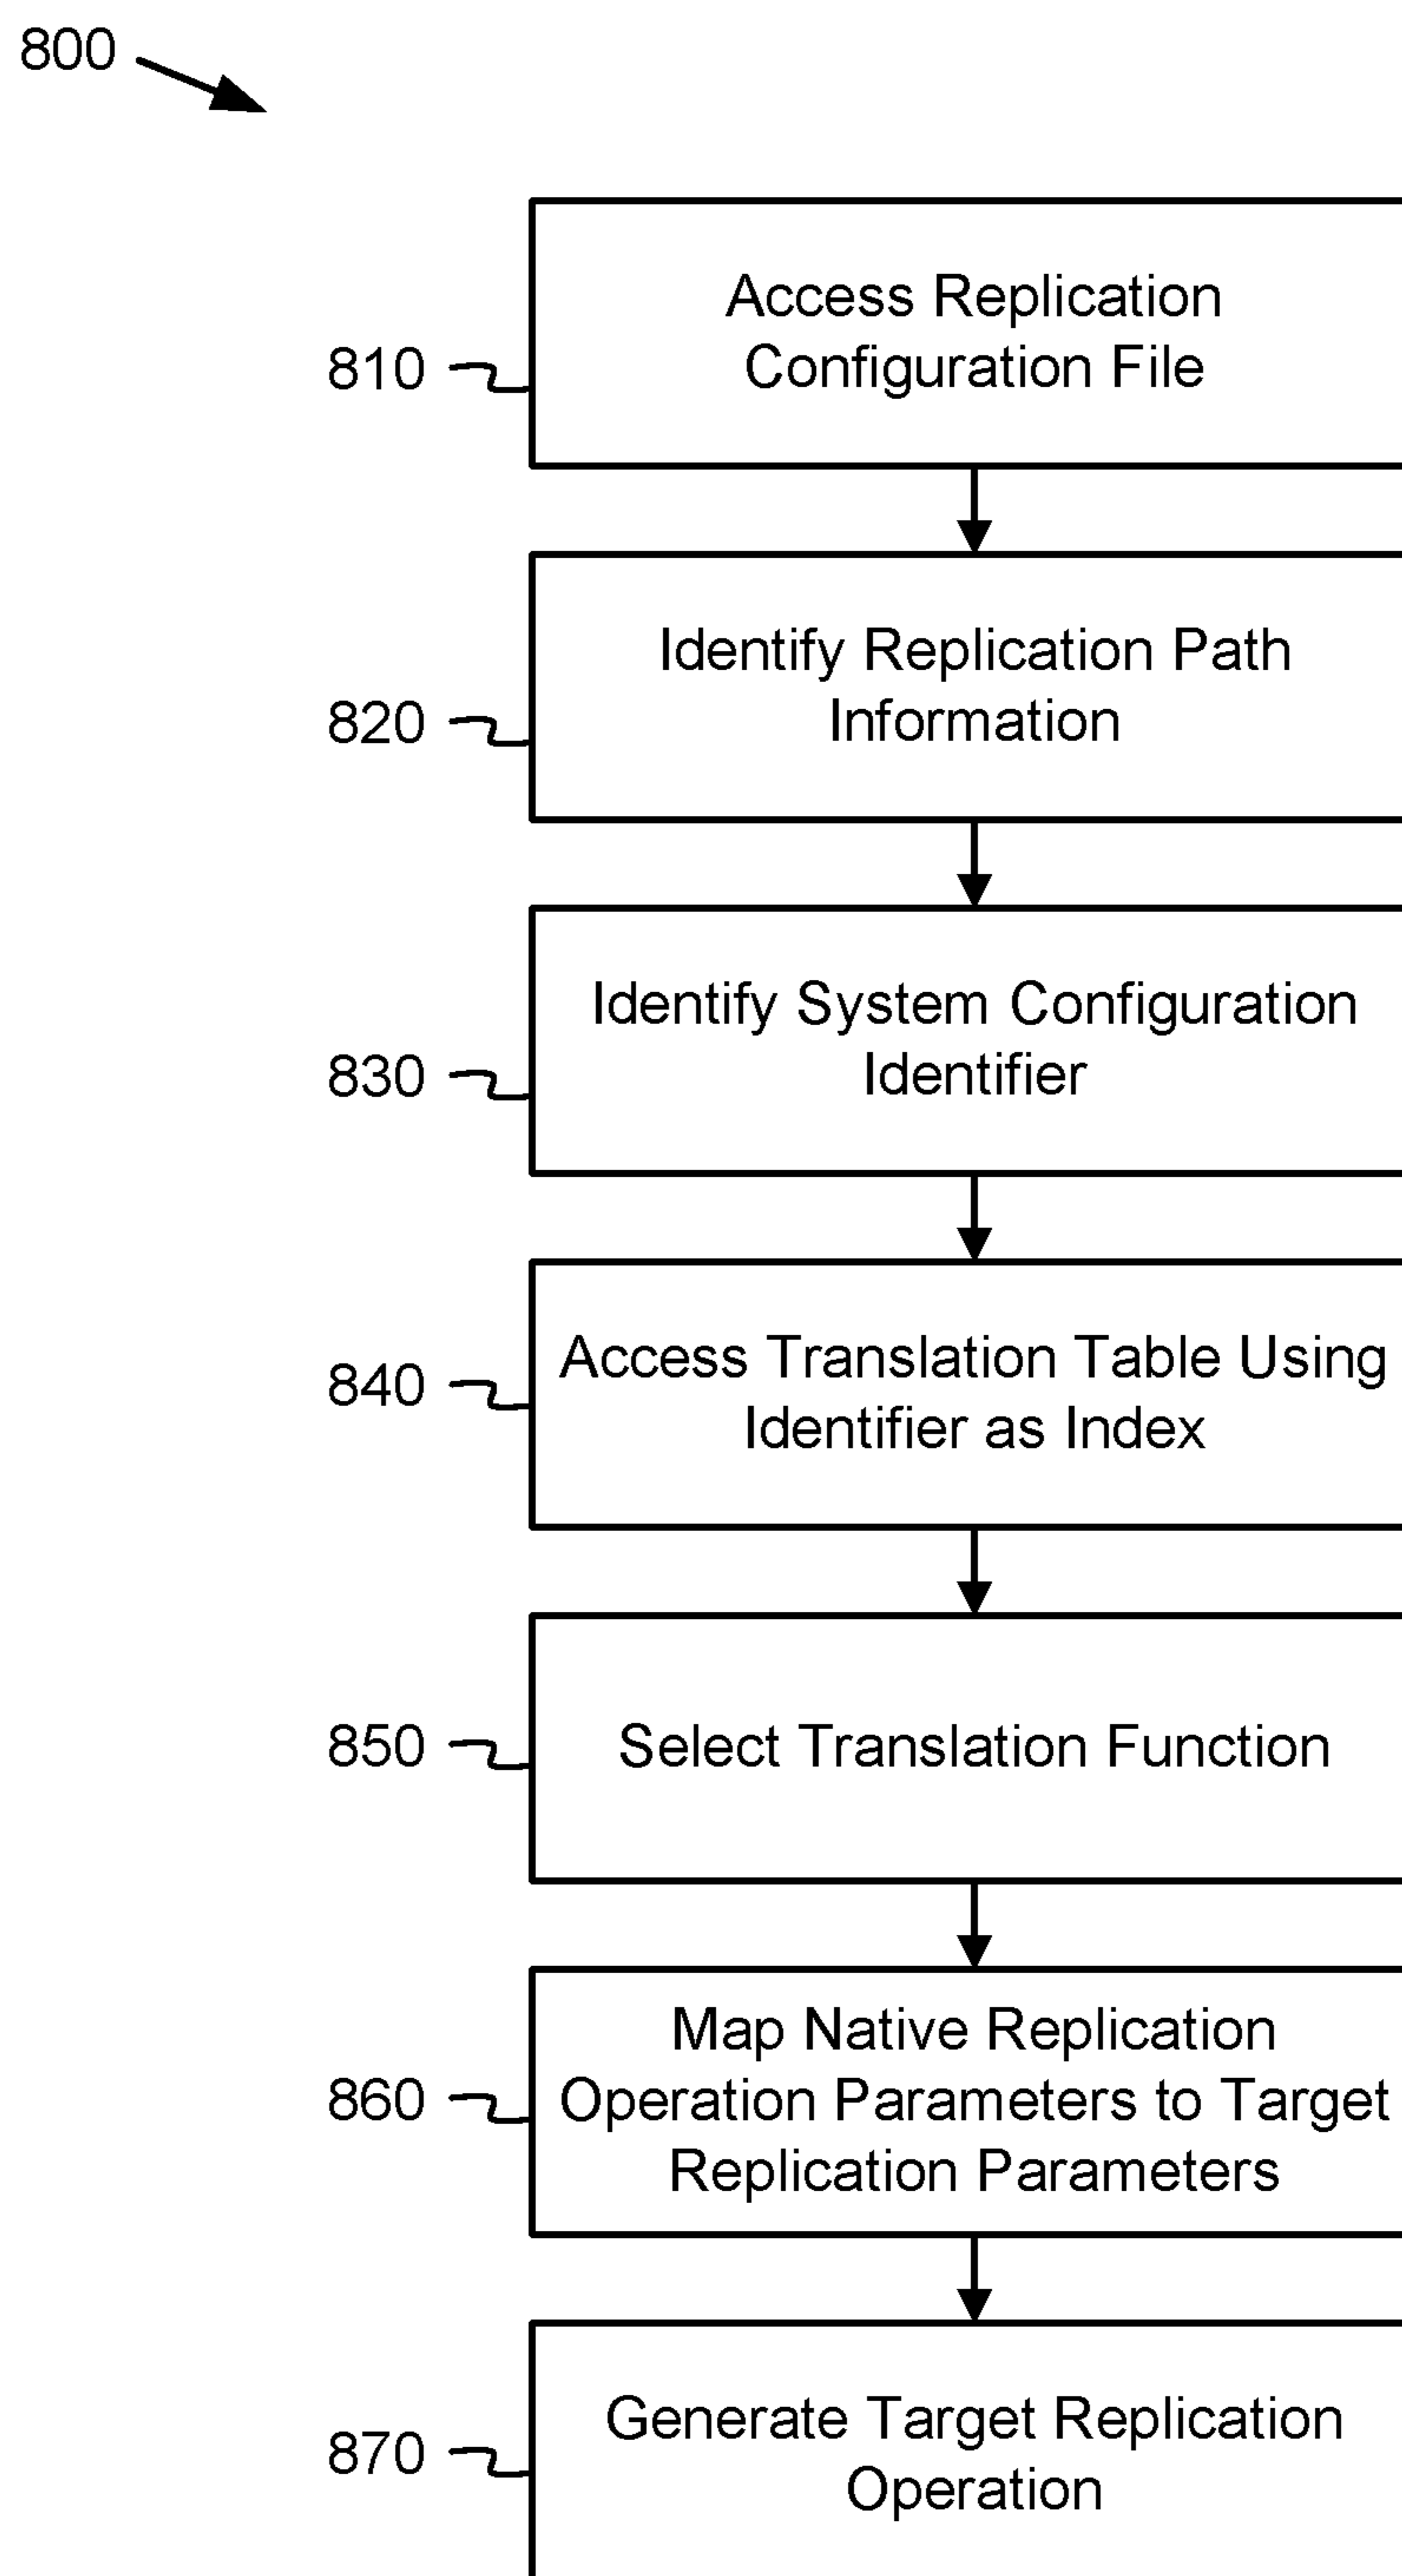 800
Access Replication
Configuration File
810
Identify Replication Path
Information
820
Identify System Configuration
Identifier
830
Access Translation Table Using
Identifier as Index
840
Select Translation Function
850
Map Native Replication
Operation Parameters to Target
Replication Parameters
860
Generate Target Replication
Operation
870